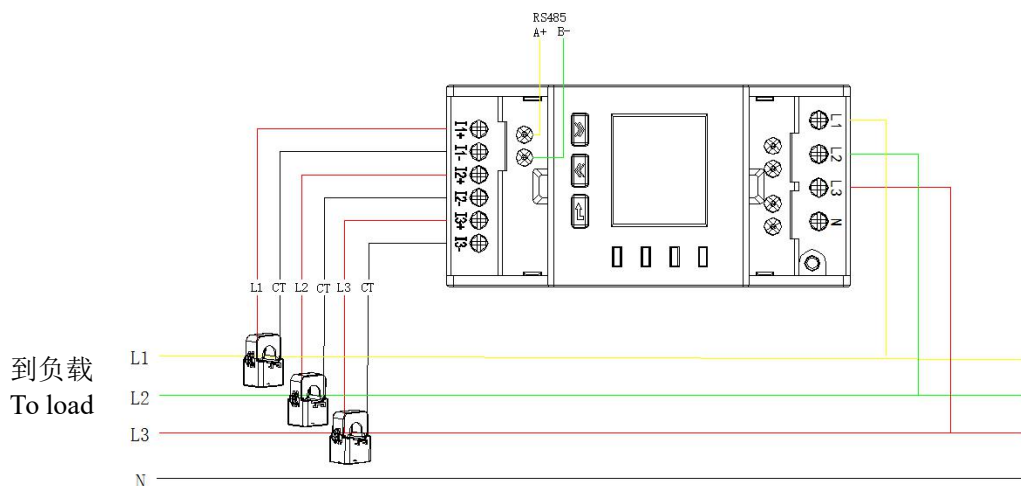 RS485
A+ B-
I1+
I1-
I2+
I2-
I3+
I3-
L1
L2
L3
N
L1 CT L2 CT L3 CT
到负载
To load
L1
L2
L3
N